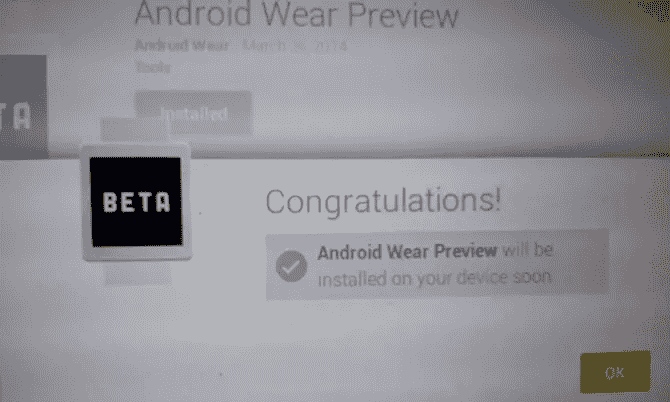 Android Wear Preview
Android Wear March 2014
Tools
Installed
TA
BETA
Congratulations!
Android Wear Preview will be
installed on your device soon
OK